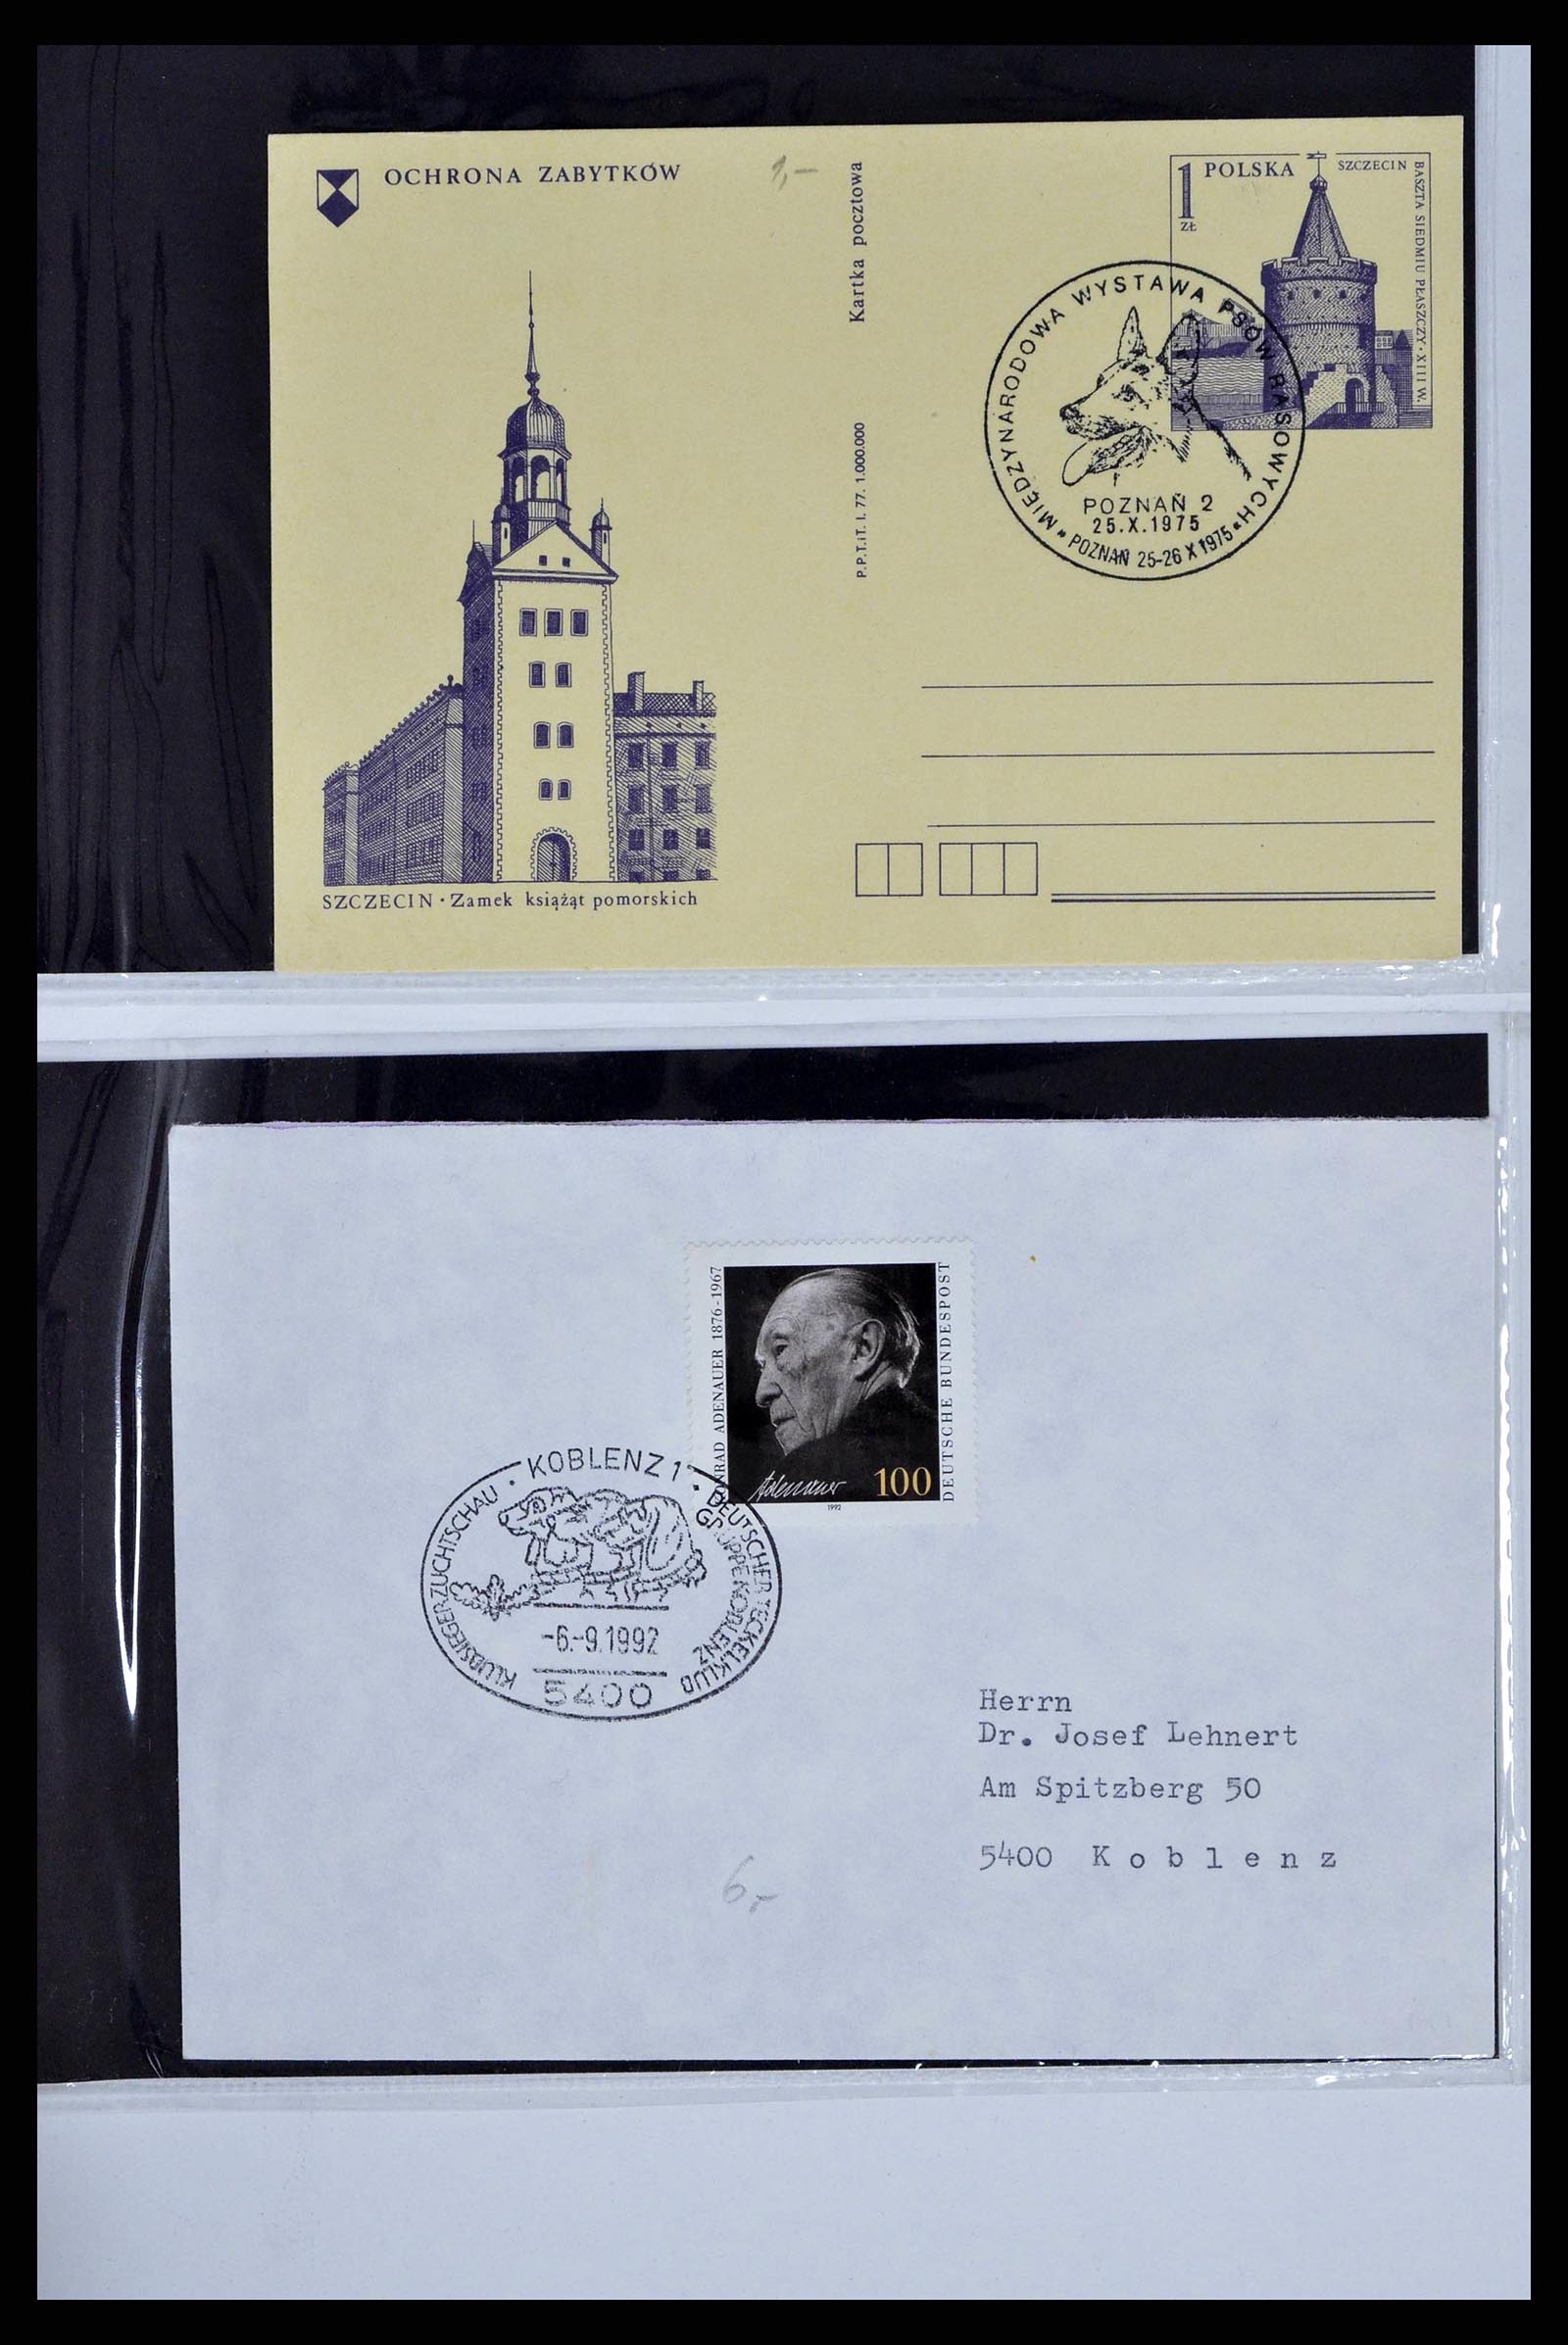 OCHRONA ZABYTKÓW
1,-
Kartka pocztowa
P.P.T.iT. I. 77. 1.000.000
1 ZŁ
POLSKA
SZCZECIN
BASZTA SIEDMIU PŁASZCZY · XIII W.
MIĘDZYNARODOWA WYSTAWA PSÓW RASOWYCH
POZNAŃ 2
25.X.1975
POZNAŃ 25-26 X 1975
SZCZECIN · Zamek książąt pomorskich
KONRAD ADENAUER 1876-1967
DEUTSCHE BUNDESPOST
Adenauer
100
1992
· KOBLENZ 1 ·
KLUBSIEGERZUCHTSCHAU
DEUTSCHER TECKELKLUB
GRUPPE KOBLENZ
-6.-9.1992
5400
Herrn
Dr. Josef Lehnert
Am Spitzberg 50
5400 Koblenz
6,-